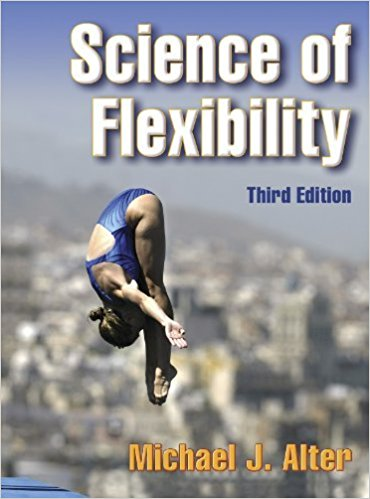 Science of
Flexibility
Third Edition
Michael J. Alter